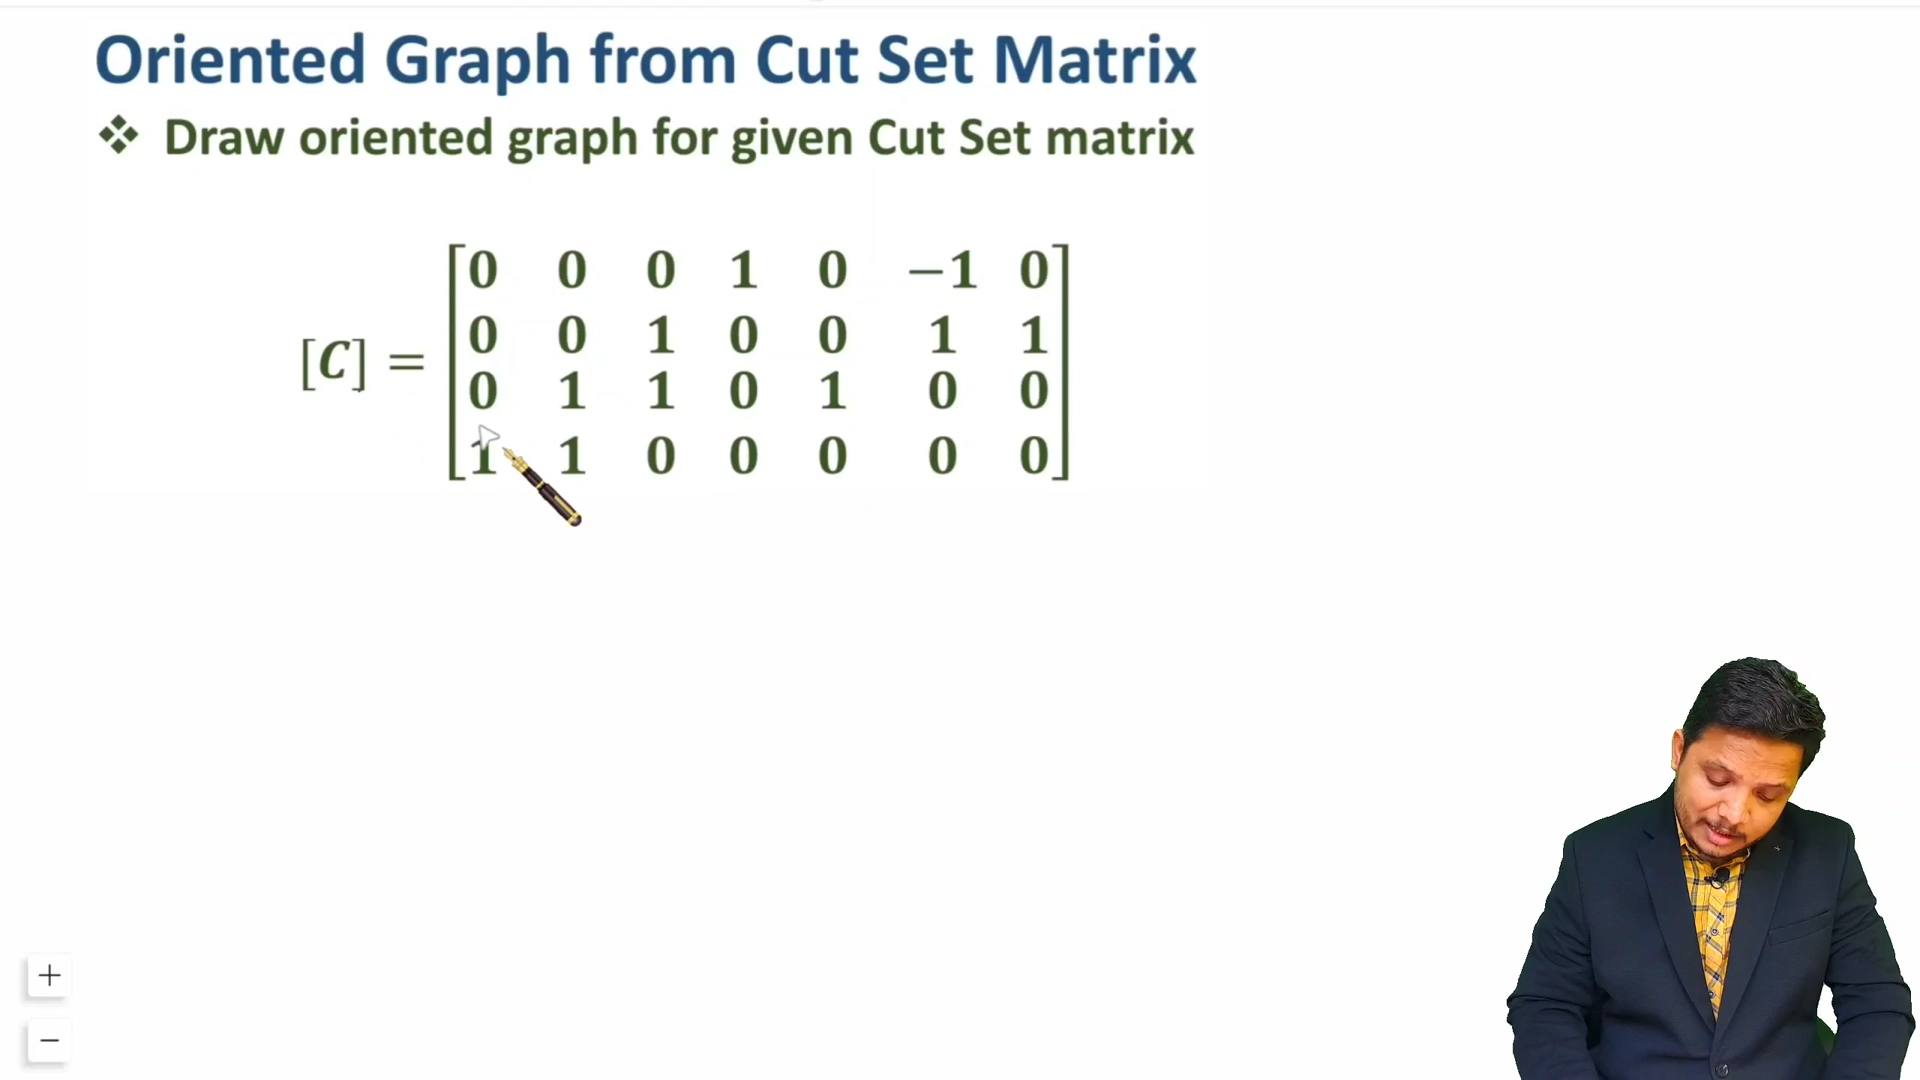 Oriented Graph from Cut Set Matrix
❖ Draw oriented graph for given Cut Set matrix
0 0 0 1 0 −1 0
0 0 1 0 0 1 1
[C] =
0 1 1 0 1 0 0
1 1 0 0 0 0 0
+
−